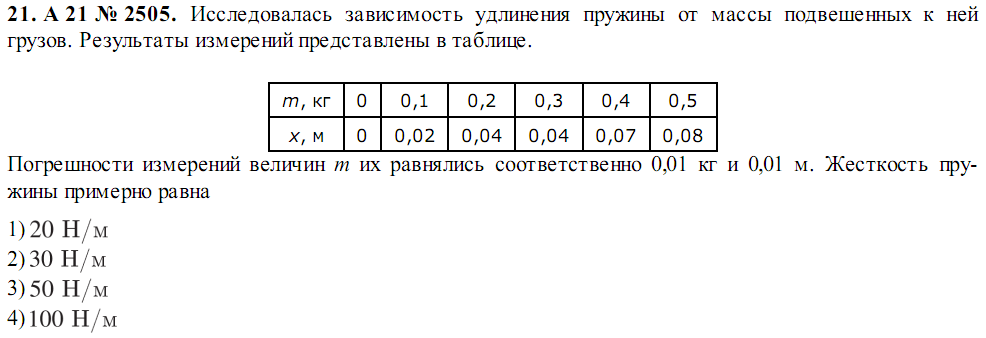 21. А 21 № 2505. Исследовалась зависимость удлинения пружины от массы подвешенных к ней
грузов. Результаты измерений представлены в таблице.
m, кг 0 0,1 0,2 0,3 0,4 0,5
x, м 0 0,02 0,04 0,04 0,07 0,08
Погрешности измерений величин m их равнялись соответственно 0,01 кг и 0,01 м. Жесткость пру-
жины примерно равна
1) 20 Н/м
2) 30 Н/м
3) 50 Н/м
4) 100 Н/м